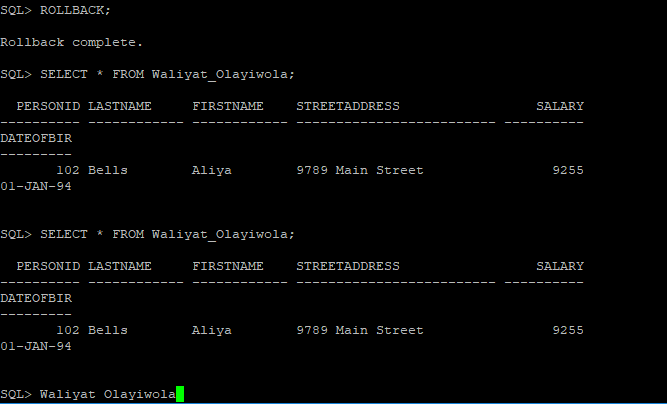 SQL> ROLLBACK;
Rollback complete.
SQL> SELECT * FROM Waliyat_Olayiwola;
  PERSONID LASTNAME     FIRSTNAME    STREETADDRESS                 SALARY
---------- ------------ ------------ ------------------------- ----------
DATEOFBIR
---------
       102 Bells        Aliya        9789 Main Street                9255
01-JAN-94
SQL> SELECT * FROM Waliyat_Olayiwola;
  PERSONID LASTNAME     FIRSTNAME    STREETADDRESS                 SALARY
---------- ------------ ------------ ------------------------- ----------
DATEOFBIR
---------
       102 Bells        Aliya        9789 Main Street                9255
01-JAN-94
SQL> Waliyat Olayiwola